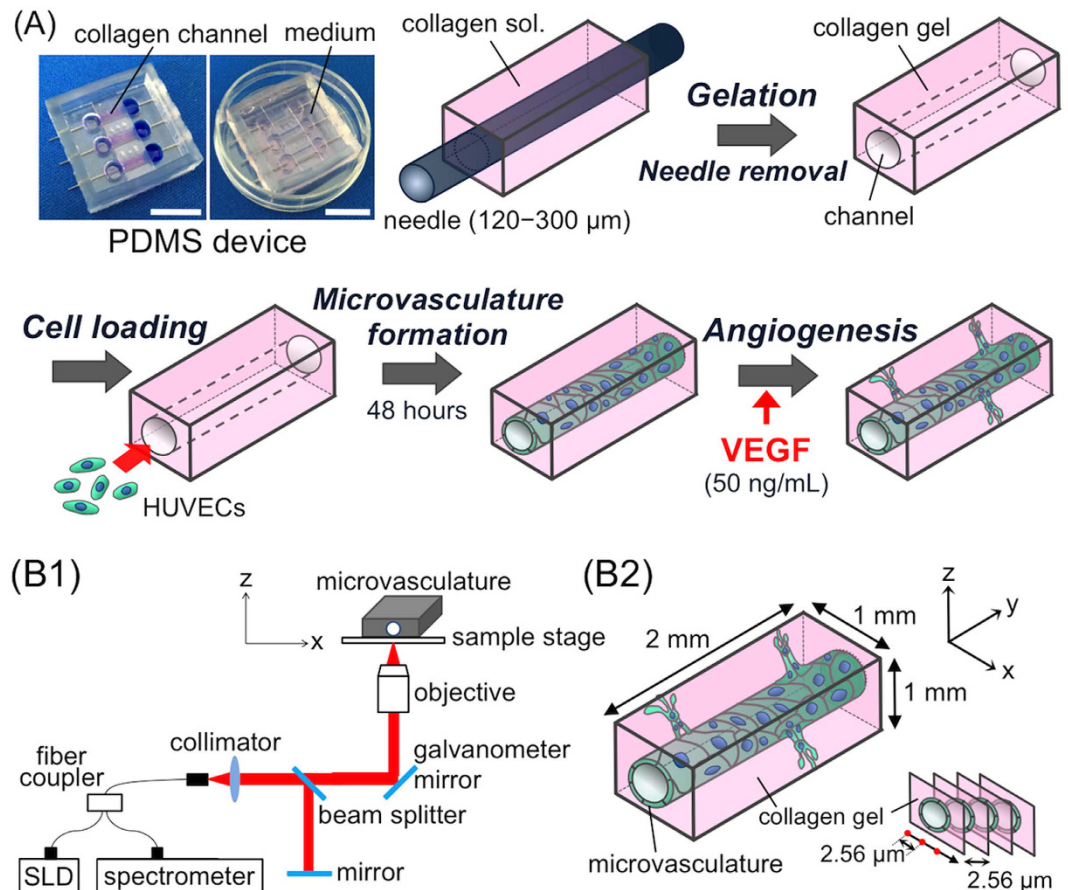 (A)
collagen channel
medium
PDMS device
collagen sol.
needle (120−300 µm)
Gelation
Needle removal
collagen gel
channel
Cell loading
HUVECs
Microvasculature
formation
48 hours
Angiogenesis
VEGF
(50 ng/mL)
(B1)
z
x
microvasculature
sample stage
objective
galvanometer
mirror
collimator
beam splitter
fiber
coupler
mirror
SLD
spectrometer
(B2)
2 mm
1 mm
1 mm
z
y
x
collagen gel
microvasculature
2.56 µm
2.56 µm